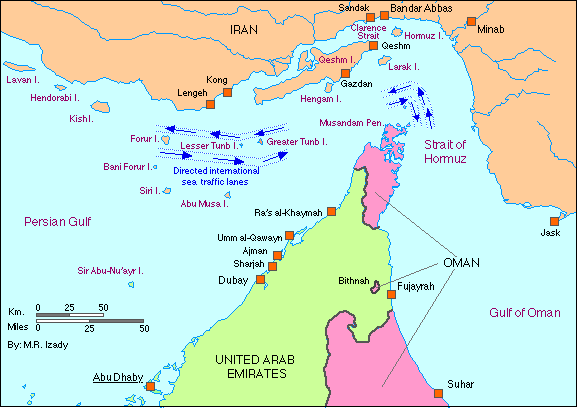 Sandak
Bandar Abbas
IRAN
Clarence
Strait
Hormuz I.
Minab
Qeshm
Lavan I.
Kong
Qeshm I.
Larak I.
Hendorabi I.
Gazdan
Lengeh
Hengam I.
Kish I.
Musandam Pen.
Forur I.
Lesser Tunb I.
Greater Tunb I.
Strait of
Hormuz
Bani Forur I.
Directed international
sea traffic lanes
Siri I.
Abu Musa I.
Ra's al-Khaymah
Persian Gulf
Jask
Umm al-Qawayn
Ajman
Sharjah
OMAN
Sir Abu-Nu'ayr I.
Dubay
Bithnah
Fujayrah
Km. 0 25 50
Miles 0 25 50
Gulf of Oman
By: M.R. Izady
UNITED ARAB
EMIRATES
Abu Dhaby
Suhar